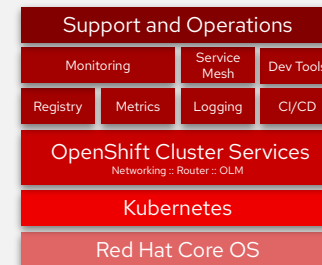 Support and Operations
Monitoring
Service
Mesh
Dev Tools
Registry
Metrics
Logging
CI/CD
OpenShift Cluster Services
Networking :: Router :: OLM
Kubernetes
Red Hat Core OS